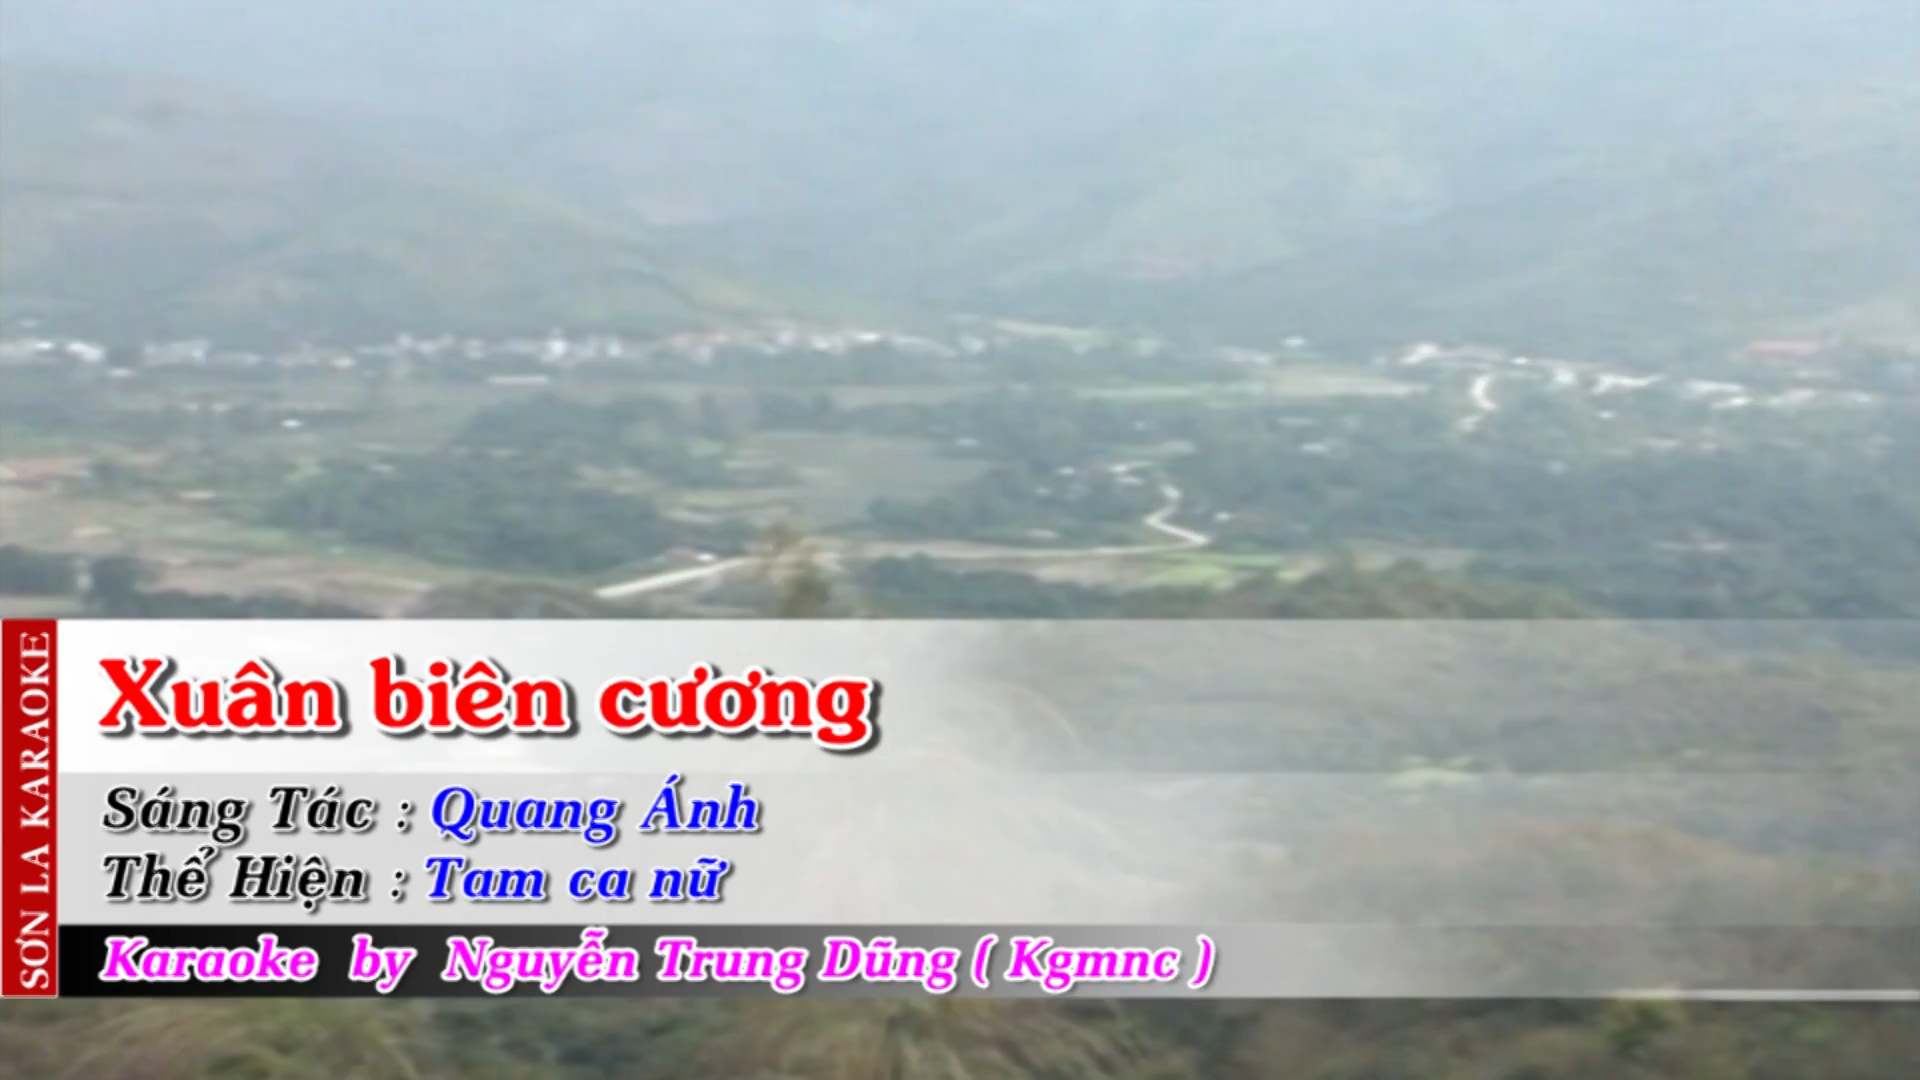 Xuân biên cương
Sáng Tác : Quang Ánh
Thể Hiện : Tam ca nữ
Karaoke by Nguyễn Trung Dũng ( Kgmnc )
SƠN LA KARAOKE